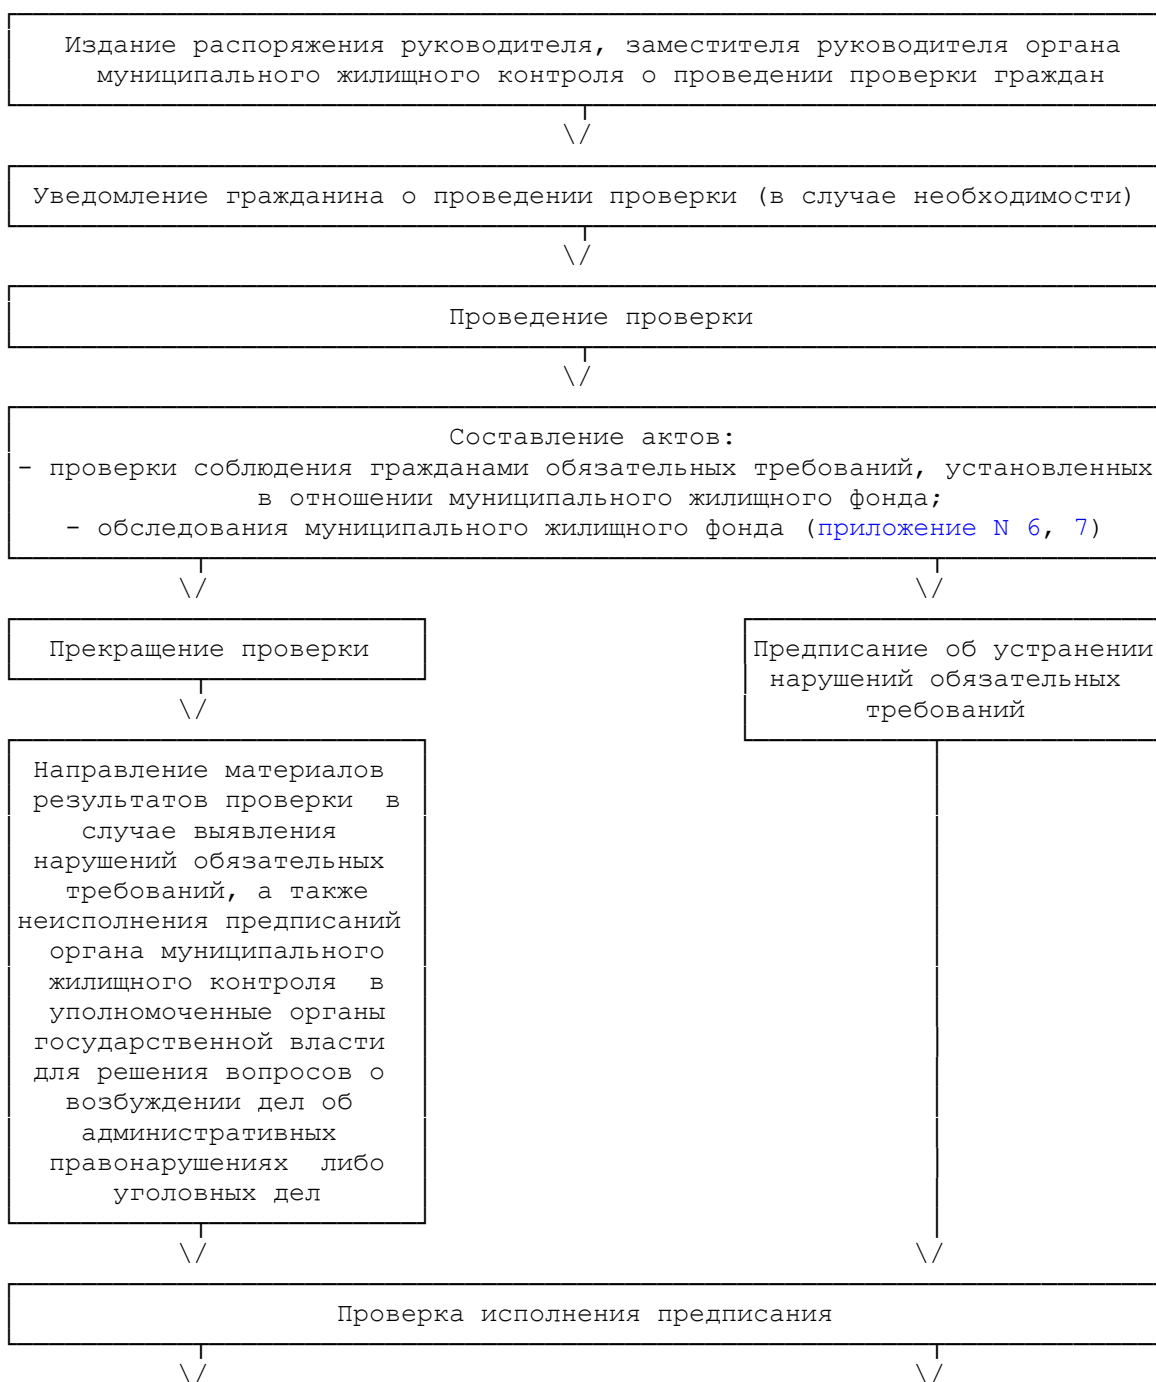 Издание распоряжения руководителя, заместителя руководителя органа
муниципального жилищного контроля о проведении проверки граждан
\/
Уведомление гражданина о проведении проверки (в случае необходимости)
\/
Проведение проверки
\/
Составление актов:
- проверки соблюдения гражданами обязательных требований, установленных
в отношении муниципального жилищного фонда;
- обследования муниципального жилищного фонда (приложение N 6, 7)
\/ \/
Прекращение проверки
\/
Предписание об устранении
нарушений обязательных
требований
Направление материалов
результатов проверки в
случае выявления
нарушений обязательных
требований, а также
неисполнения предписаний
органа муниципального
жилищного контроля в
уполномоченные органы
государственной власти
для решения вопросов о
возбуждении дел об
административных
правонарушениях либо
уголовных дел
\/ \/
Проверка исполнения предписания
\/ \/